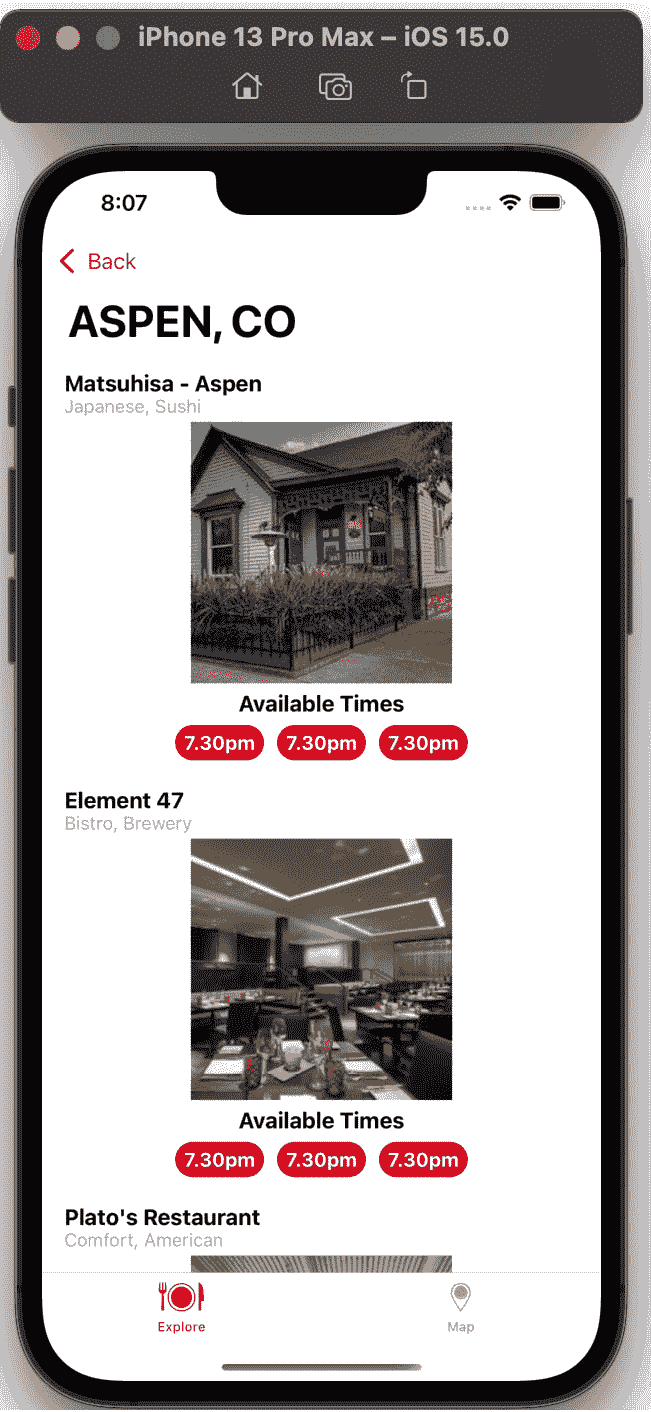 iPhone 13 Pro Max – iOS 15.0
8:07
Back
ASPEN, CO
Matsuhisa - Aspen
Japanese, Sushi
Available Times
7.30pm 7.30pm 7.30pm
Element 47
Bistro, Brewery
Available Times
7.30pm 7.30pm 7.30pm
Plato's Restaurant
Comfort, American
Explore Map